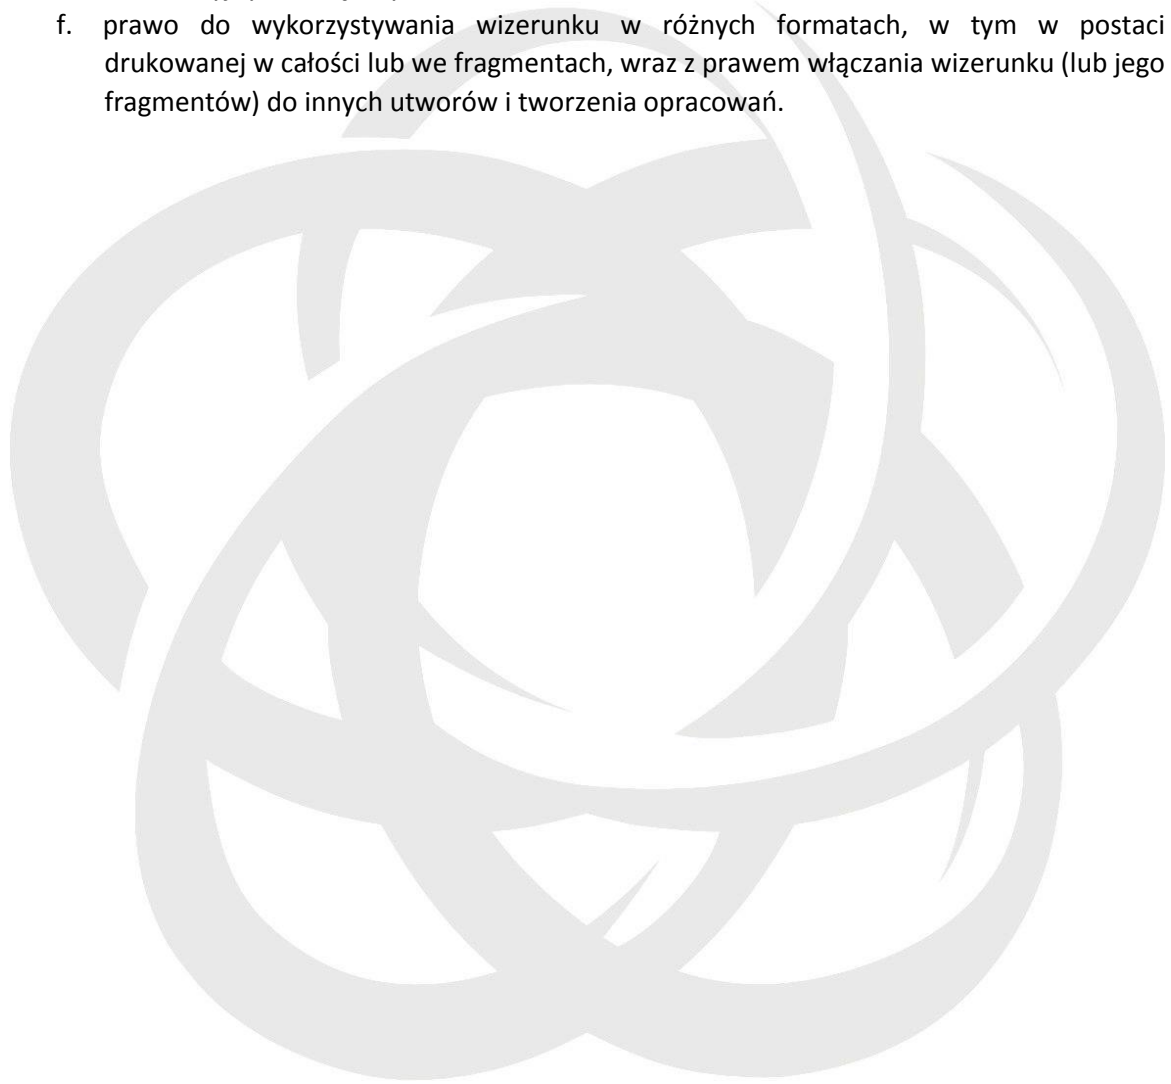 f. prawo do wykorzystywania wizerunku w różnych formatach, w tym w postaci
drukowanej w całości lub we fragmentach, wraz z prawem włączania wizerunku (lub jego
fragmentów) do innych utworów i tworzenia opracowań.